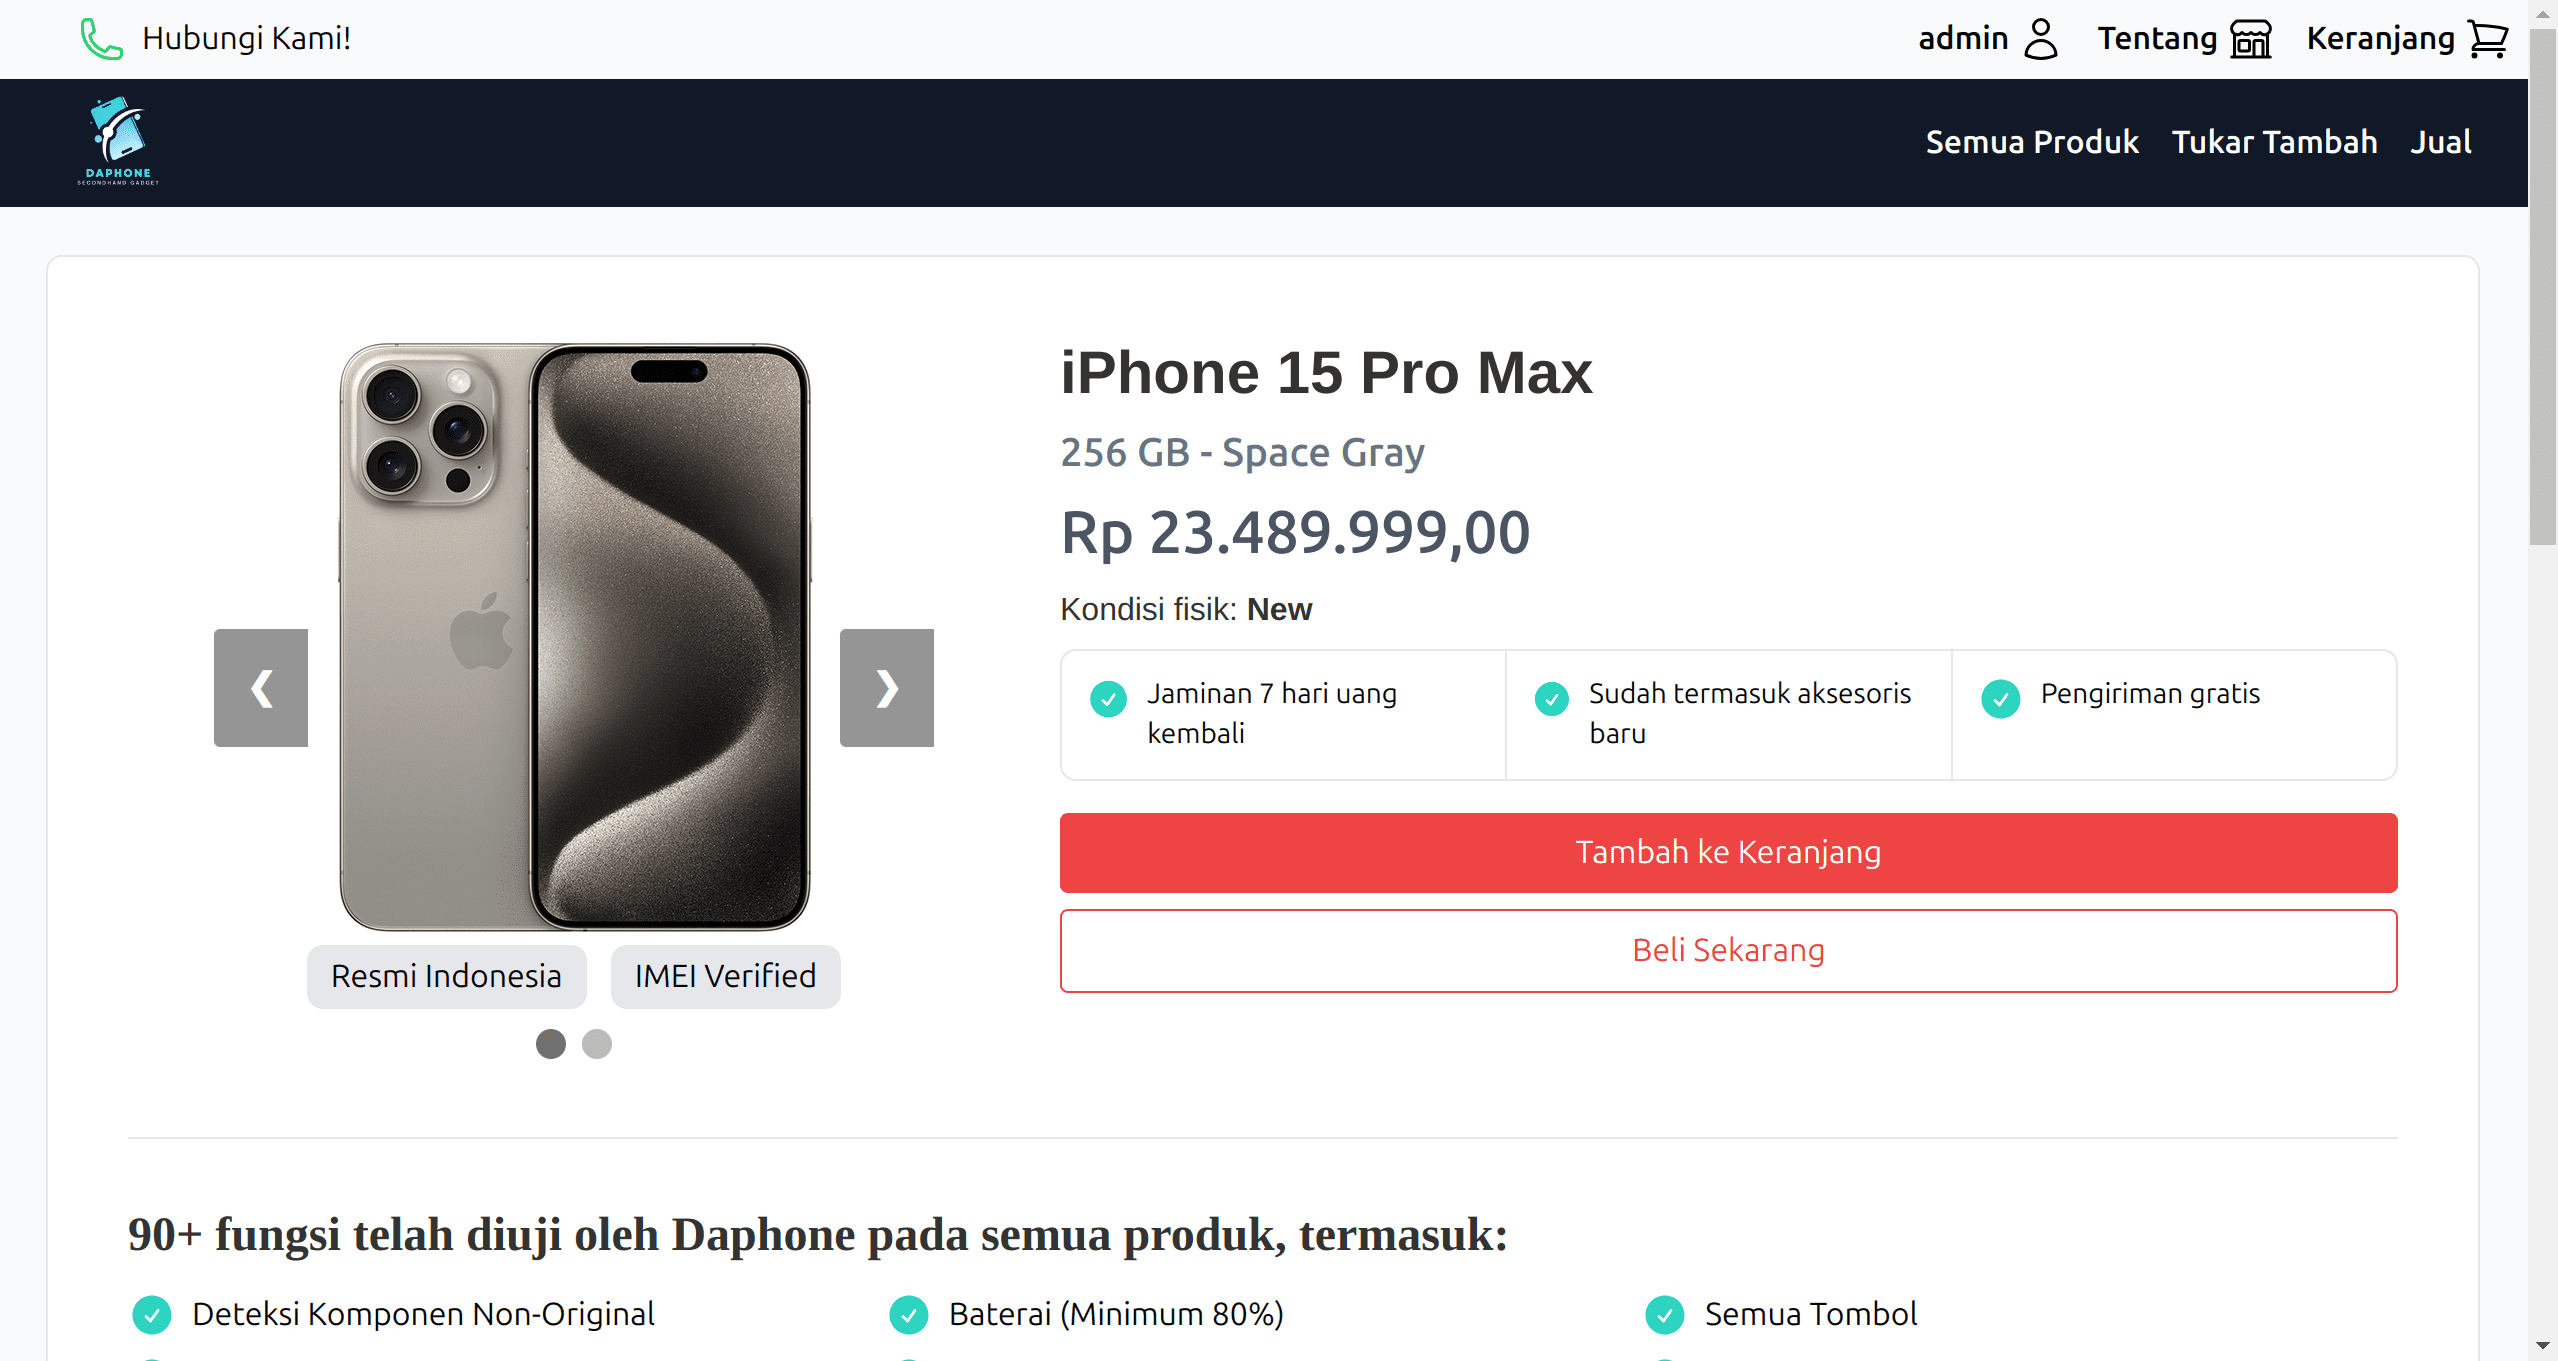 Hubungi Kami!
admin
Tentang
Keranjang
DAPHONE
SECONDHAND GADGET
Semua Produk
Tukar Tambah
Jual
iPhone 15 Pro Max
256 GB - Space Gray
Rp 23.489.999,00
Kondisi fisik: New
Jaminan 7 hari uang
kembali
Sudah termasuk aksesoris
baru
Pengiriman gratis
Tambah ke Keranjang
Beli Sekarang
Resmi Indonesia
IMEI Verified
90+ fungsi telah diuji oleh Daphone pada semua produk, termasuk:
Deteksi Komponen Non-Original
Baterai (Minimum 80%)
Semua Tombol